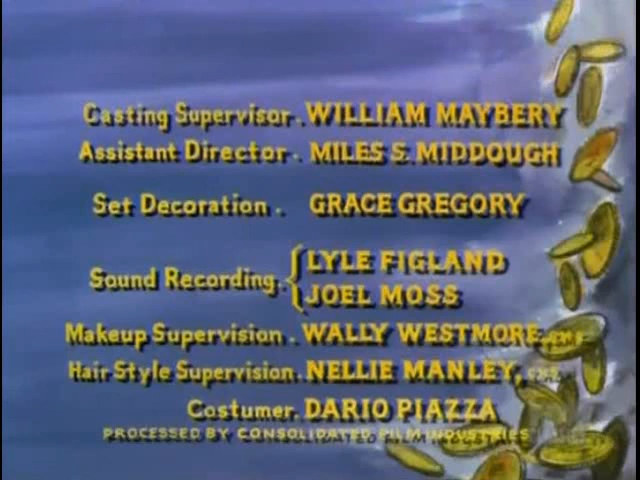 Casting Supervisor. WILLIAM MAYBERY
Assistant Director. MILES S. MIDDOUGH
Set Decoration. GRACE GREGORY
Sound Recording. { LYLE FIGLAND
JOEL MOSS
Makeup Supervision. WALLY WESTMORE,
Hair Style Supervision. NELLIE MANLEY,
Costumer. DARIO PIAZZA
PROCESSED BY CONSOLIDATED FILM INDUSTRIES